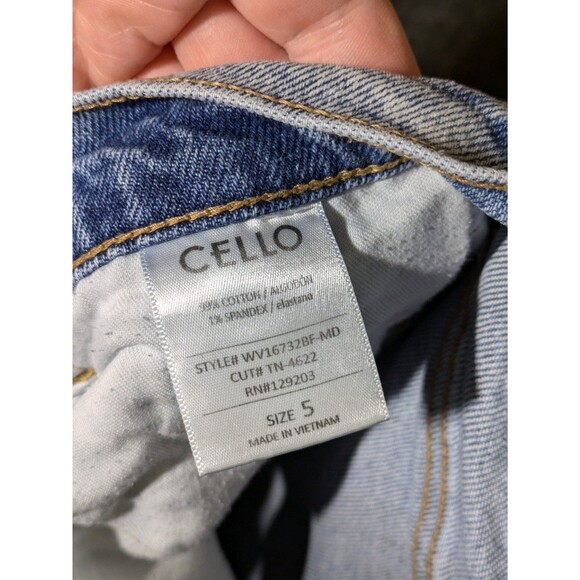 CELLO
99% COTTON / ALGODÓN
1% SPANDEX / elastana
STYLE# WV16732BF-MD
CUT# TN-4622
RN#129203
SIZE 5
MADE IN VIETNAM